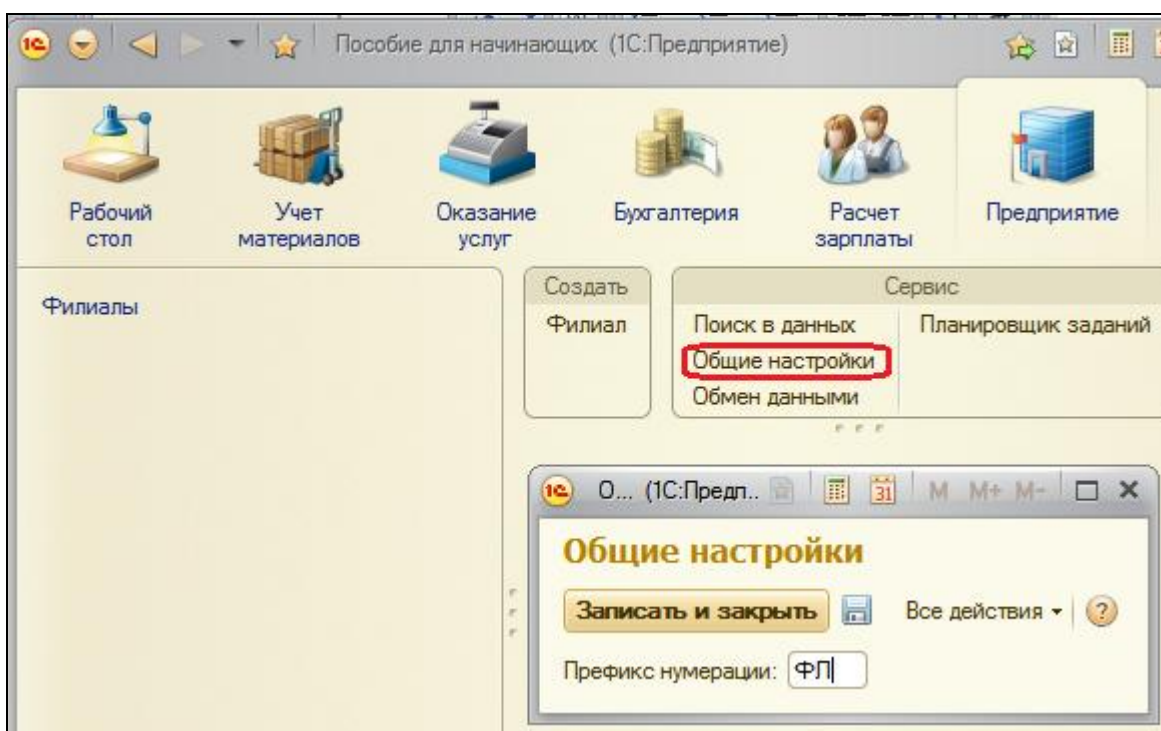 Пособие для начинающих (1С:Предприятие)
Рабочий стол
Учет материалов
Оказание услуг
Бухгалтерия
Расчет зарплаты
Предприятие
Филиалы
Создать
Филиал
Сервис
Поиск в данных
Планировщик заданий
Общие настройки
Обмен данными
1С
О... (1С:Предп..
31
M M+ M-
Общие настройки
Записать и закрыть
Все действия
?
Префикс нумерации: ФЛ